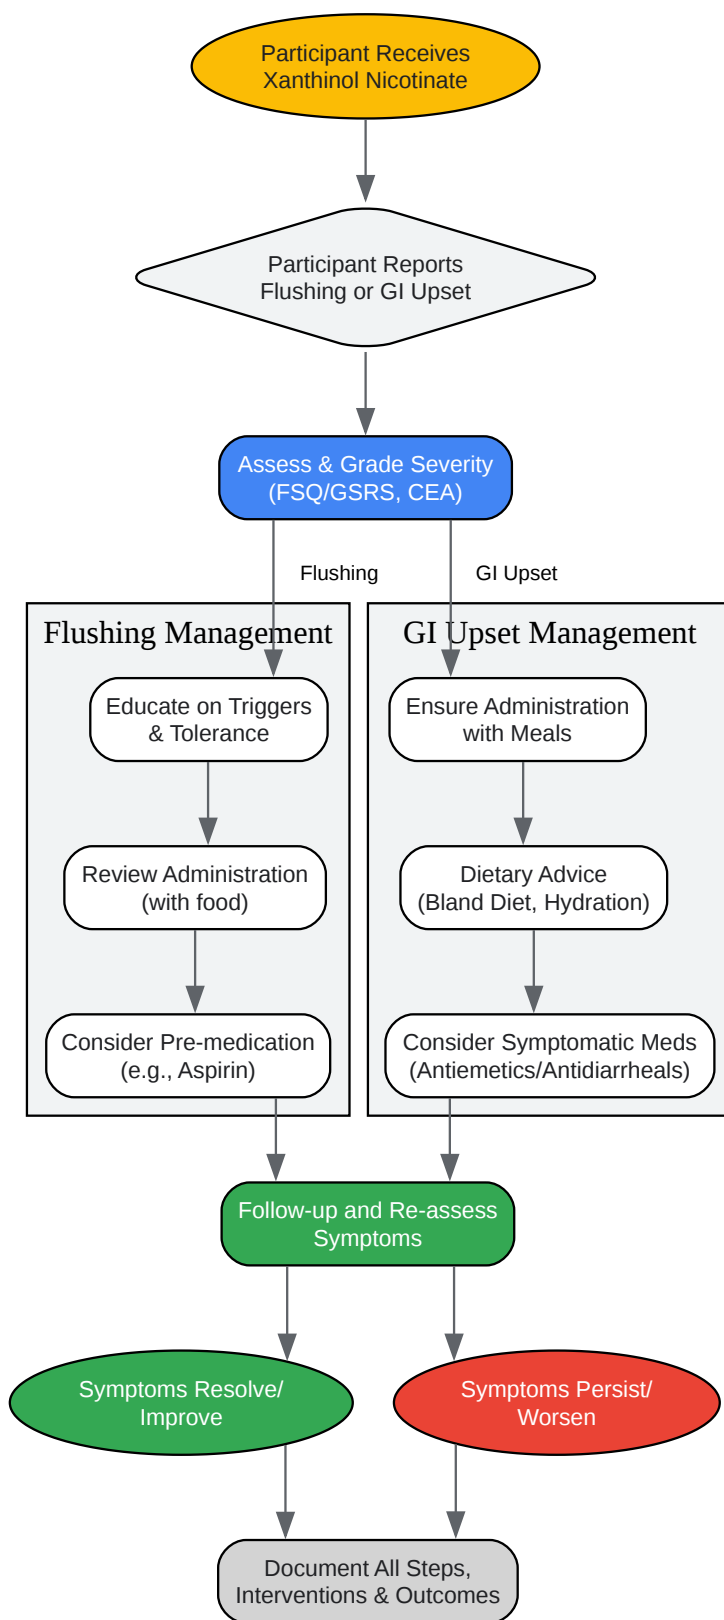 Participant Receives
Xanthinol Nicotinate
Participant Reports
Flushing or GI Upset
Assess & Grade Severity
(FSQ/GSRS, CEA)
Flushing
GI Upset
Flushing Management
Educate on Triggers
& Tolerance
Review Administration
(with food)
Consider Pre-medication
(e.g., Aspirin)
GI Upset Management
Ensure Administration
with Meals
Dietary Advice
(Bland Diet, Hydration)
Consider Symptomatic Meds
(Antiemetics/Antidiarrheals)
Follow-up and Re-assess
Symptoms
Symptoms Resolve/
Improve
Symptoms Persist/
Worsen
Document All Steps,
Interventions & Outcomes